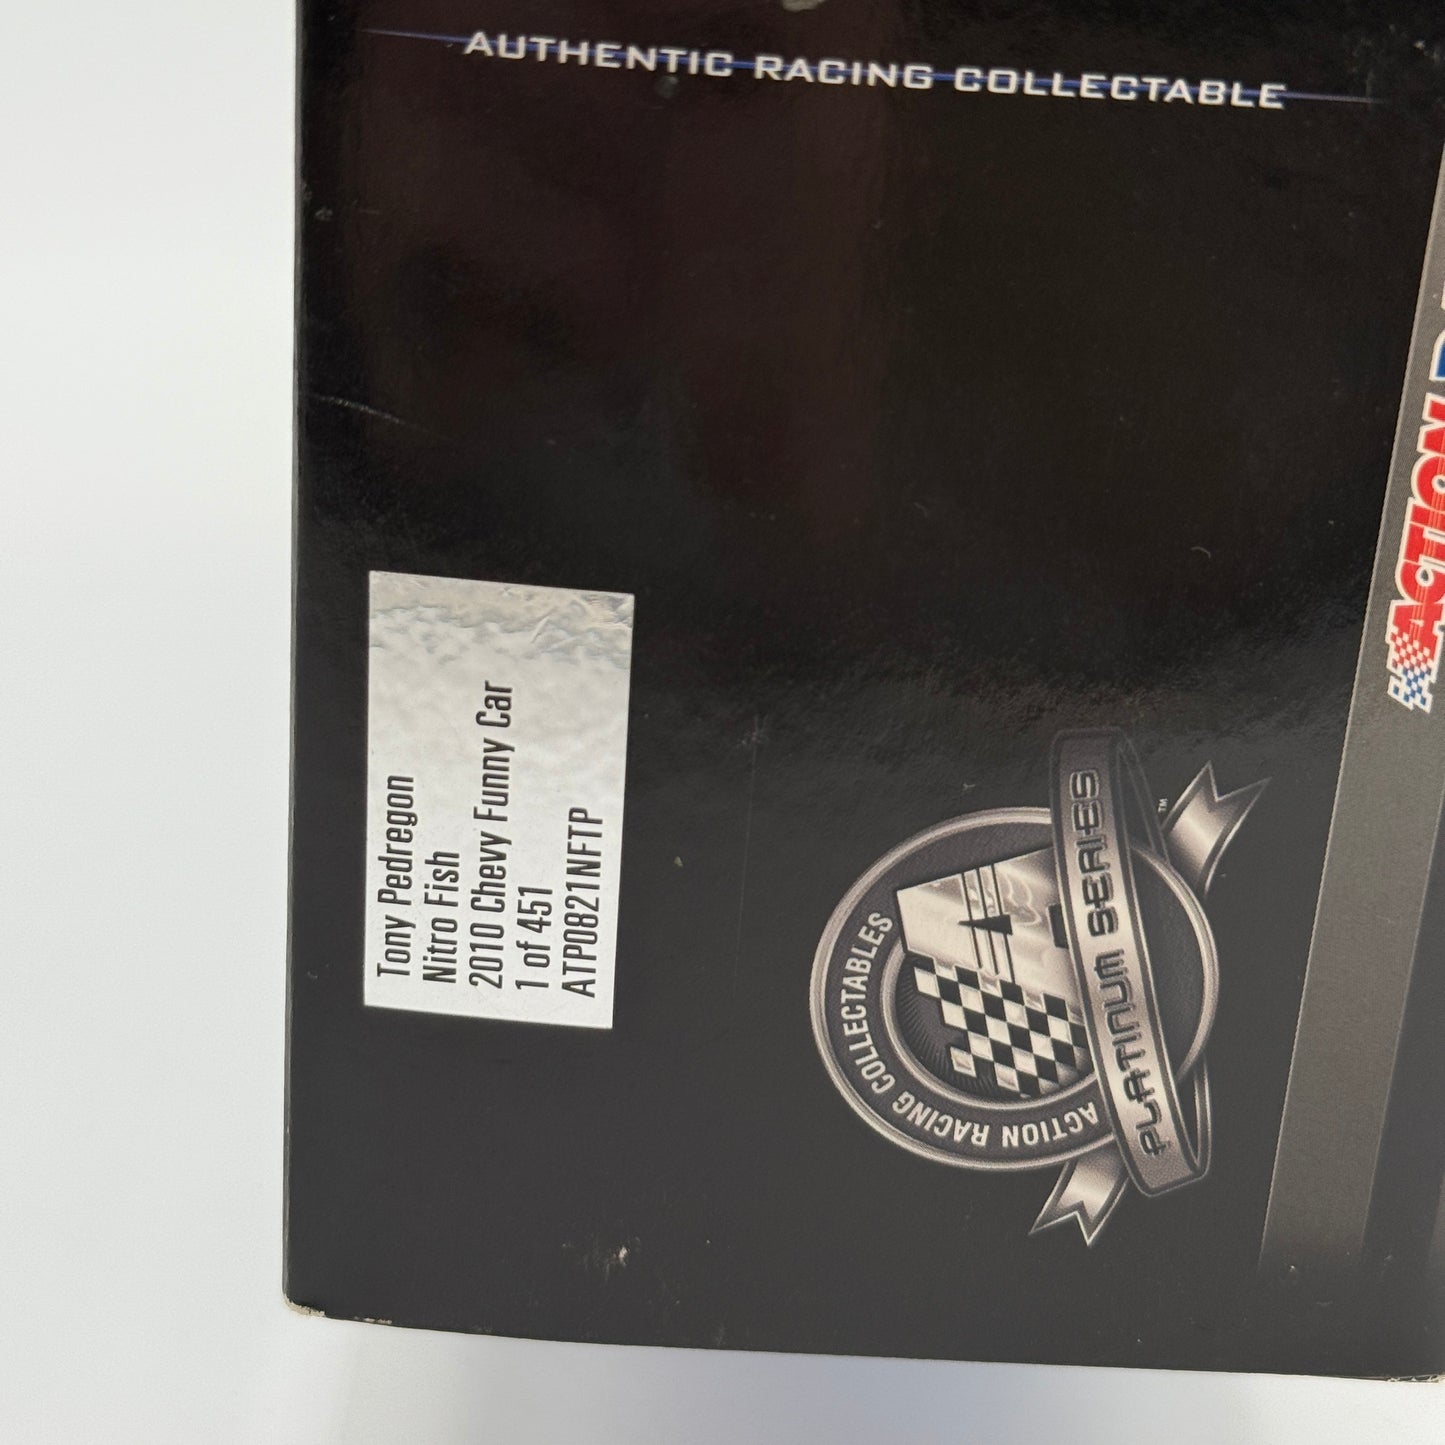 AUTHENTIC RACING COLLECTABLE
Tony Pedregon
Nitro Fish
2010 Chevy Funny Car
1 of 451
ATP0821NFTP
ACTION RACING COLLECTABLES
PLATINUM SERIES
TM
ACTION